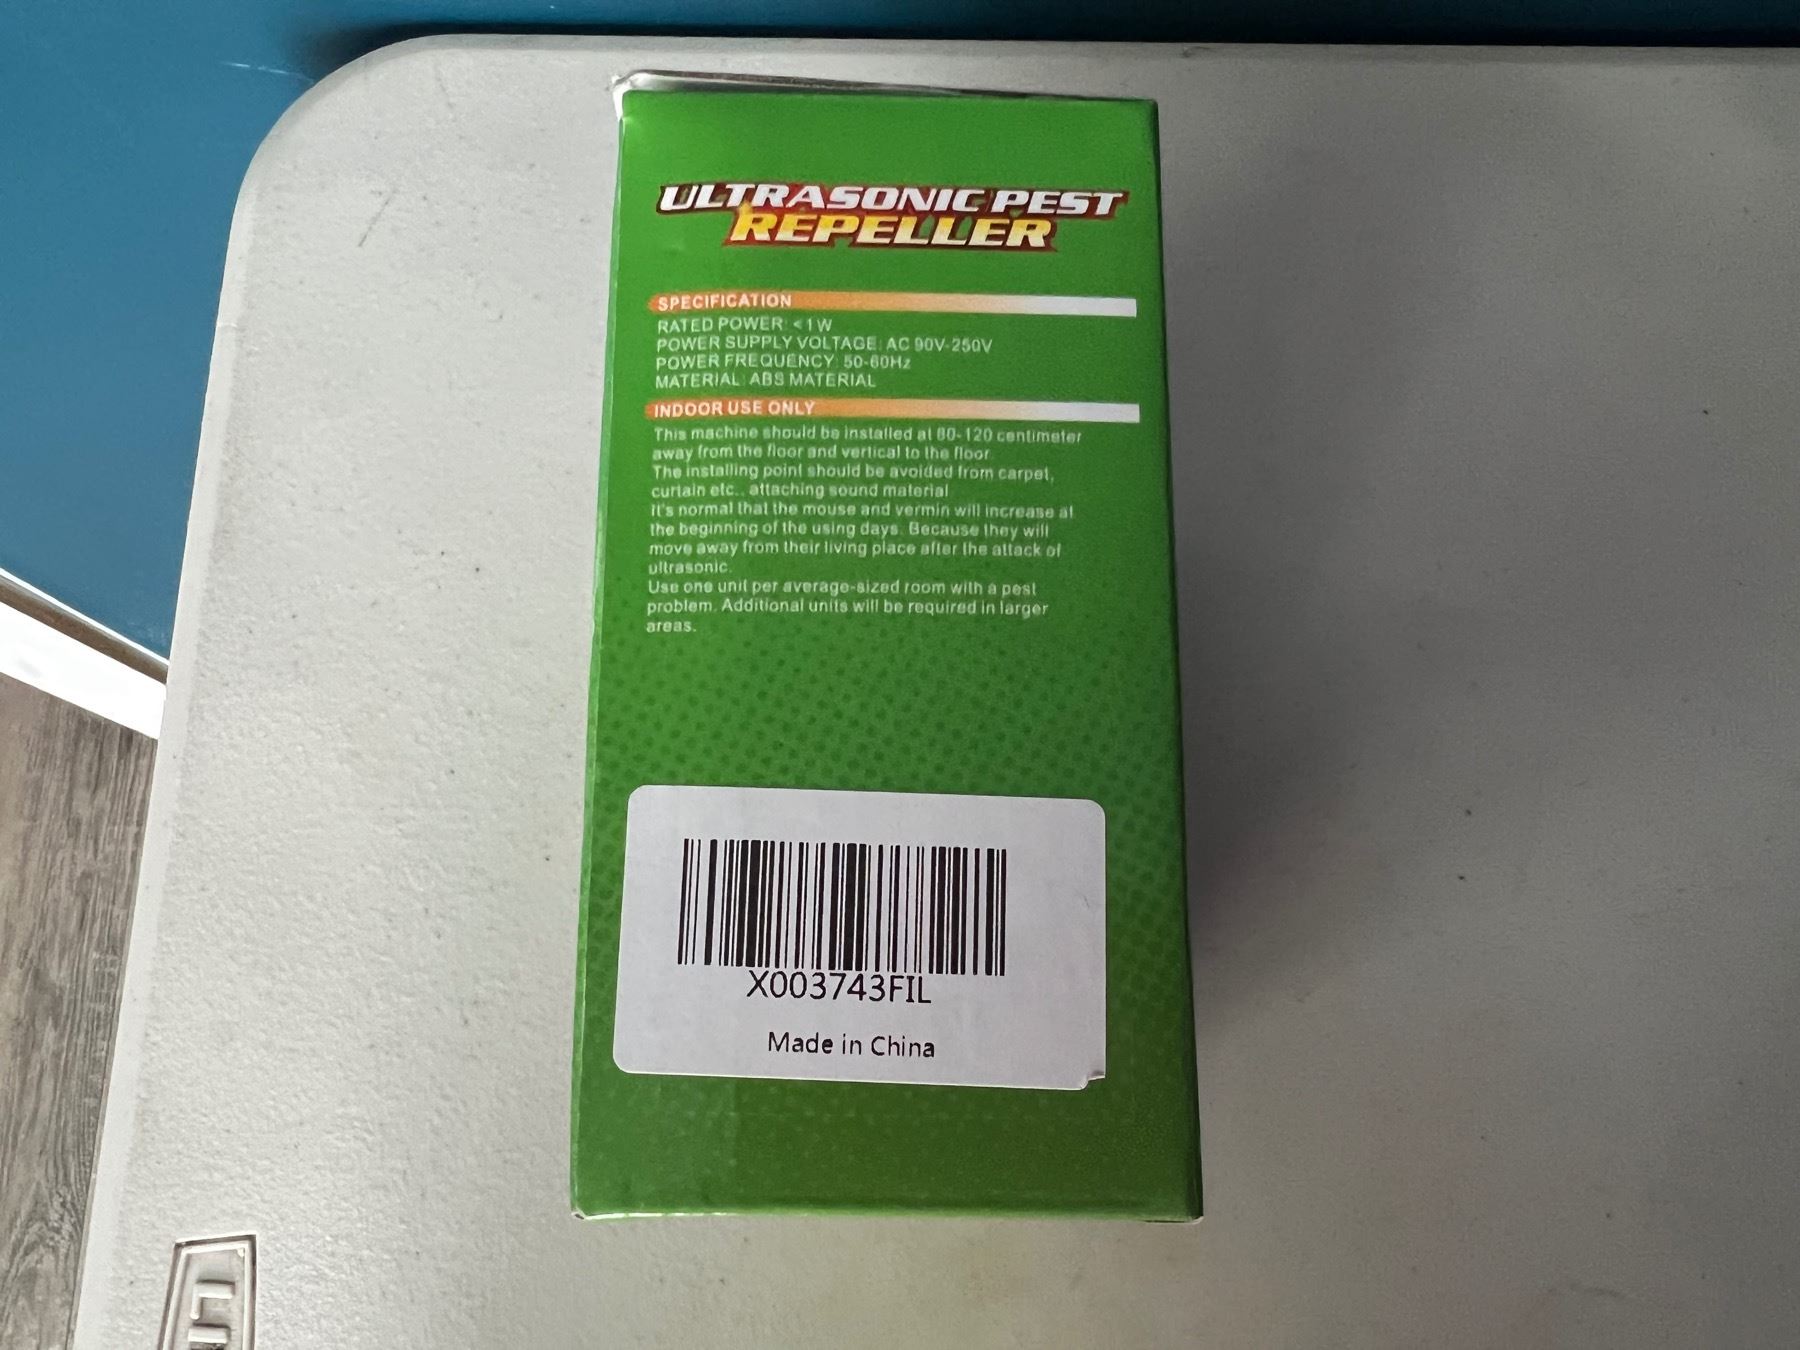 ULTRASONIC PEST
REPELLER
SPECIFICATION
RATED POWER: <1W
POWER SUPPLY VOLTAGE: AC 90V-250V
POWER FREQUENCY: 50-60Hz
MATERIAL: ABS MATERIAL
INDOOR USE ONLY
This machine should be installed at 80-120 centimeter
away from the floor and vertical to the floor
The installing point should be avoided from carpet,
curtain etc., attaching sound material
It's normal that the mouse and vermin will increase at
the beginning of the using days. Because they will
move away from their living place after the attack of
ultrasonic.
Use one unit per average-sized room with a pest
problem. Additional units will be required in larger
areas.
X003743FIL
Made in China